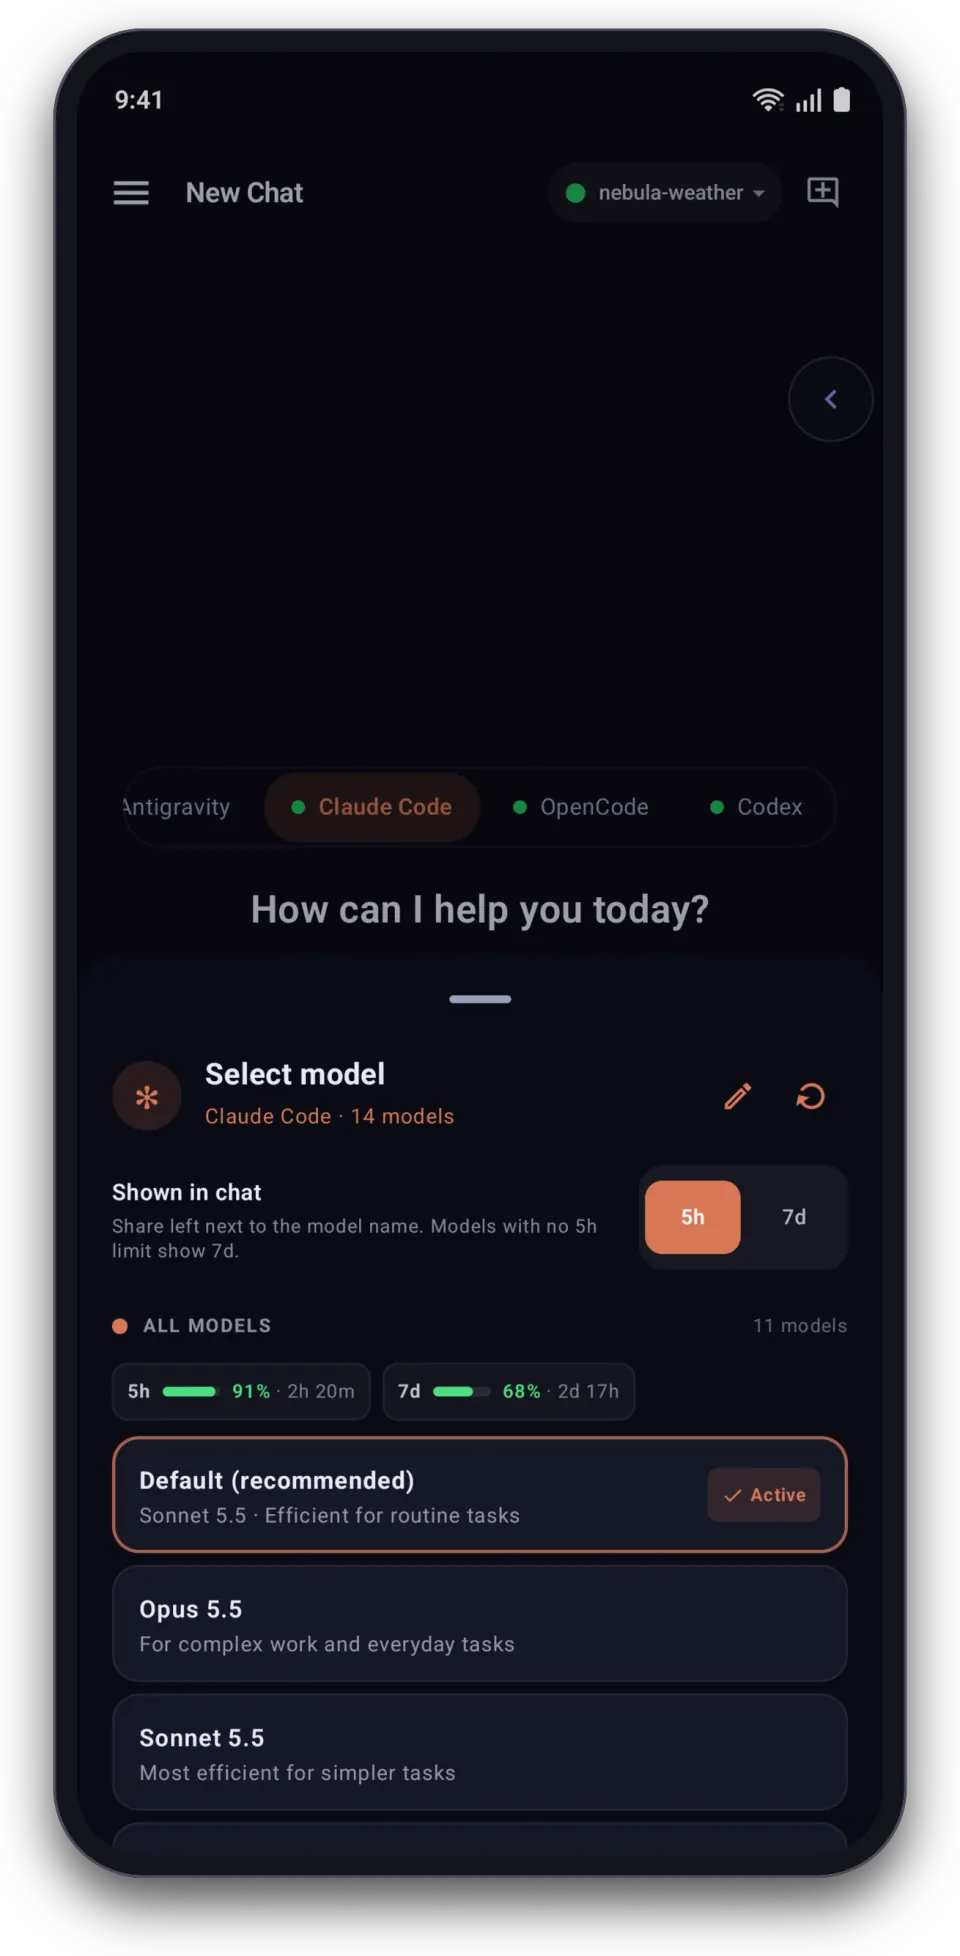 9:41
New Chat
nebula-weather
Antigravity
Claude Code
OpenCode
Codex
How can I help you today?
Select model
Claude Code · 14 models
Shown in chat
Share left next to the model name. Models with no 5h
limit show 7d.
5h
7d
ALL MODELS
11 models
5h 91% · 2h 20m
7d 68% · 2d 17h
Default (recommended)
Sonnet 5.5 · Efficient for routine tasks
Active
Opus 5.5
For complex work and everyday tasks
Sonnet 5.5
Most efficient for simpler tasks